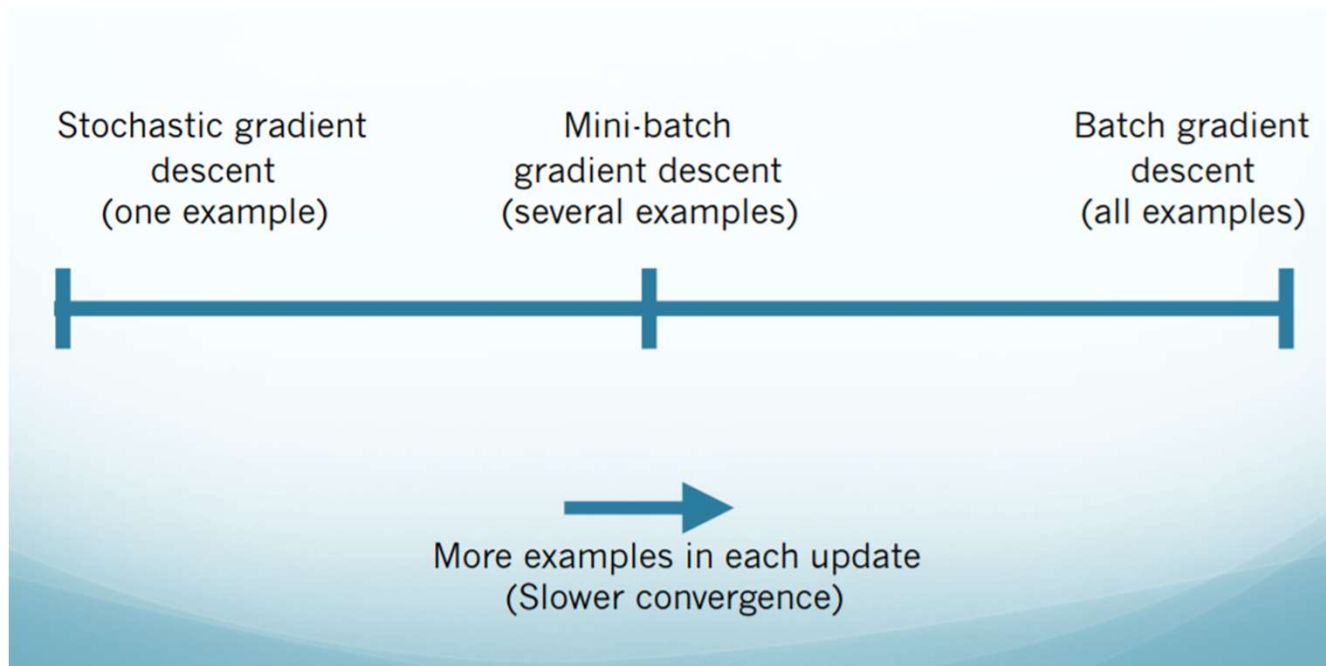 Stochastic gradient
descent
(one example)
Mini-batch
gradient descent
(several examples)
Batch gradient
descent
(all examples)
More examples in each update
(Slower convergence)